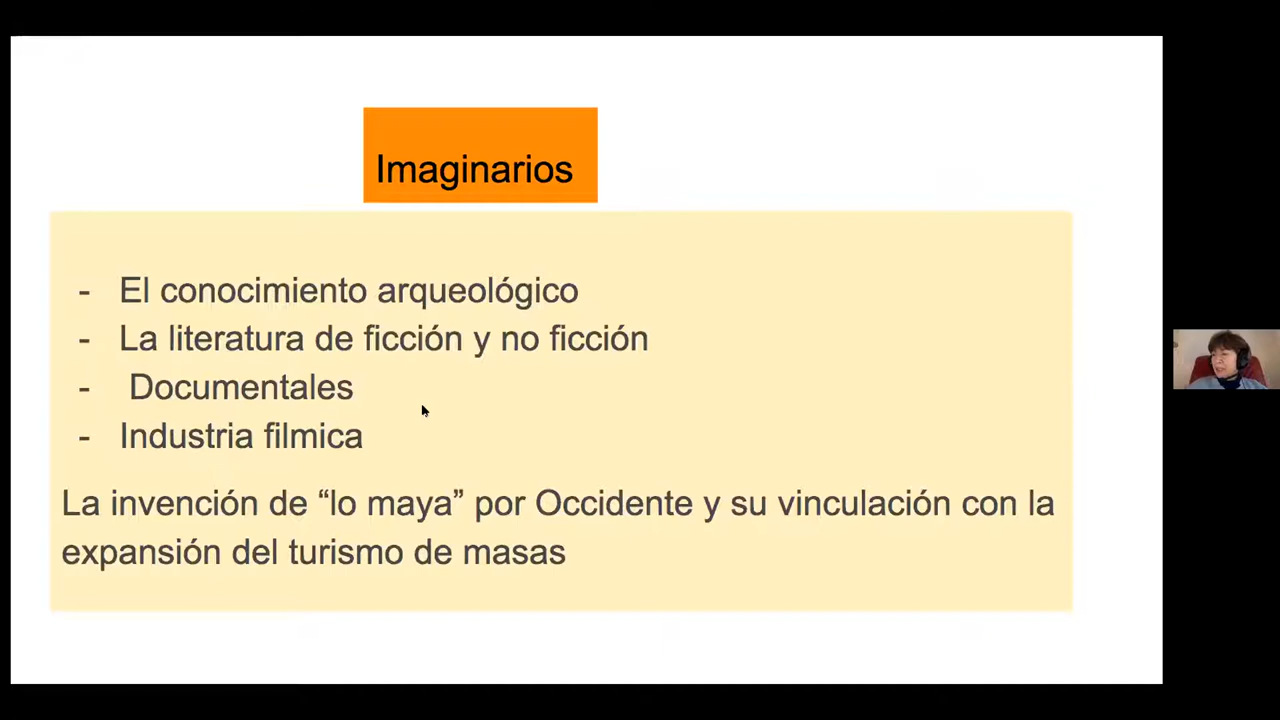 Imaginarios
- El conocimiento arqueológico
- La literatura de ficción y no ficción
- Documentales
- Industria filmica
La invención de “lo maya” por Occidente y su vinculación con la
expansión del turismo de masas